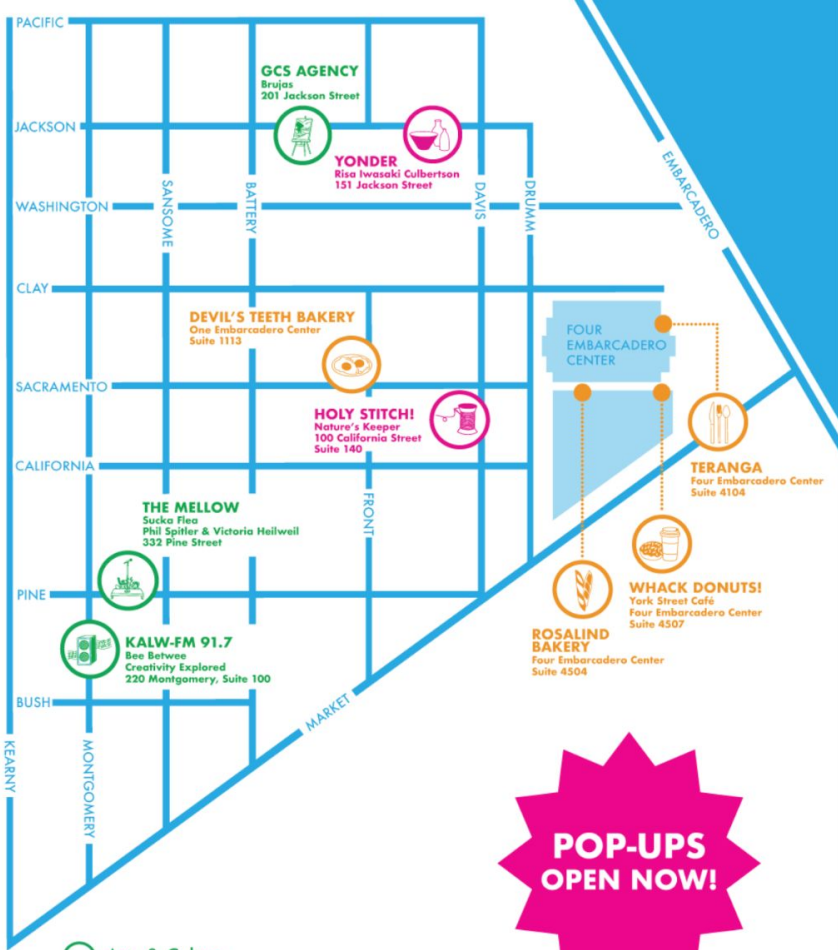 PACIFIC
GCS AGENCY
Brujas
201 Jackson Street
JACKSON
YONDER
Risa Iwasaki Culbertson
151 Jackson Street
EMBARCADERO
SANSOME
BATTERY
DAVIS
DRUMM
WASHINGTON
CLAY
DEVIL'S TEETH BAKERY
One Embarcadero Center
Suite 1113
FOUR
EMBARCADERO
CENTER
SACRAMENTO
HOLY STITCH!
Nature's Keeper
100 California Street
Suite 140
CALIFORNIA
TERANGA
Four Embarcadero Center
Suite 4104
FRONT
THE MELLOW
Sucka Flea
Phil Spitler & Victoria Heilweil
332 Pine Street
PINE
WHACK DONUTS!
York Street Café
Four Embarcadero Center
Suite 4507
ROSALIND
BAKERY
Four Embarcadero Center
Suite 4504
KALW-FM 91.7
Bee Betwee
Creativity Explored
220 Montgomery, Suite 100
BUSH
MARKET
KEARNY
MONTGOMERY
POP-UPS
OPEN NOW!